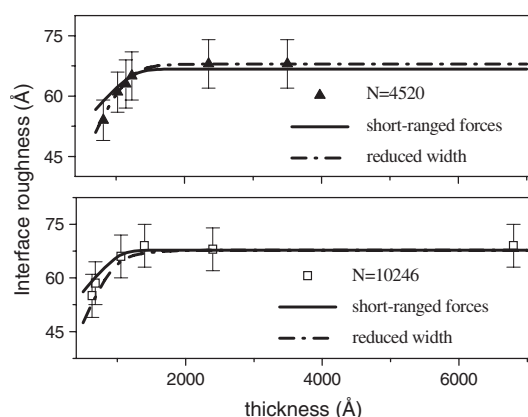 75
60
45
N=4520
short-ranged forces
reduced width
Interface roughness (Å)
75
60
45
N=10246
short-ranged forces
reduced width
2000
4000
6000
thickness (Å)